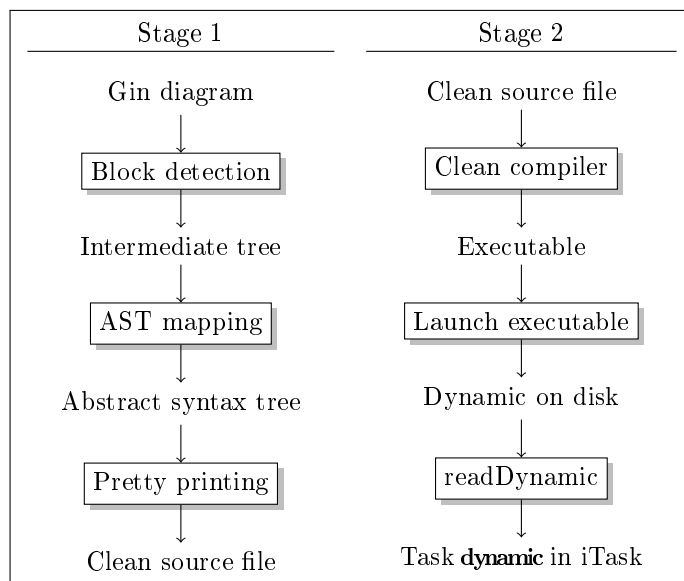 Stage 1
Gin diagram
Block detection
Intermediate tree
AST mapping
Abstract syntax tree
Pretty printing
Clean source file
Stage 2
Clean source file
Clean compiler
Executable
Launch executable
Dynamic on disk
readDynamic
Task dynamic in iTask